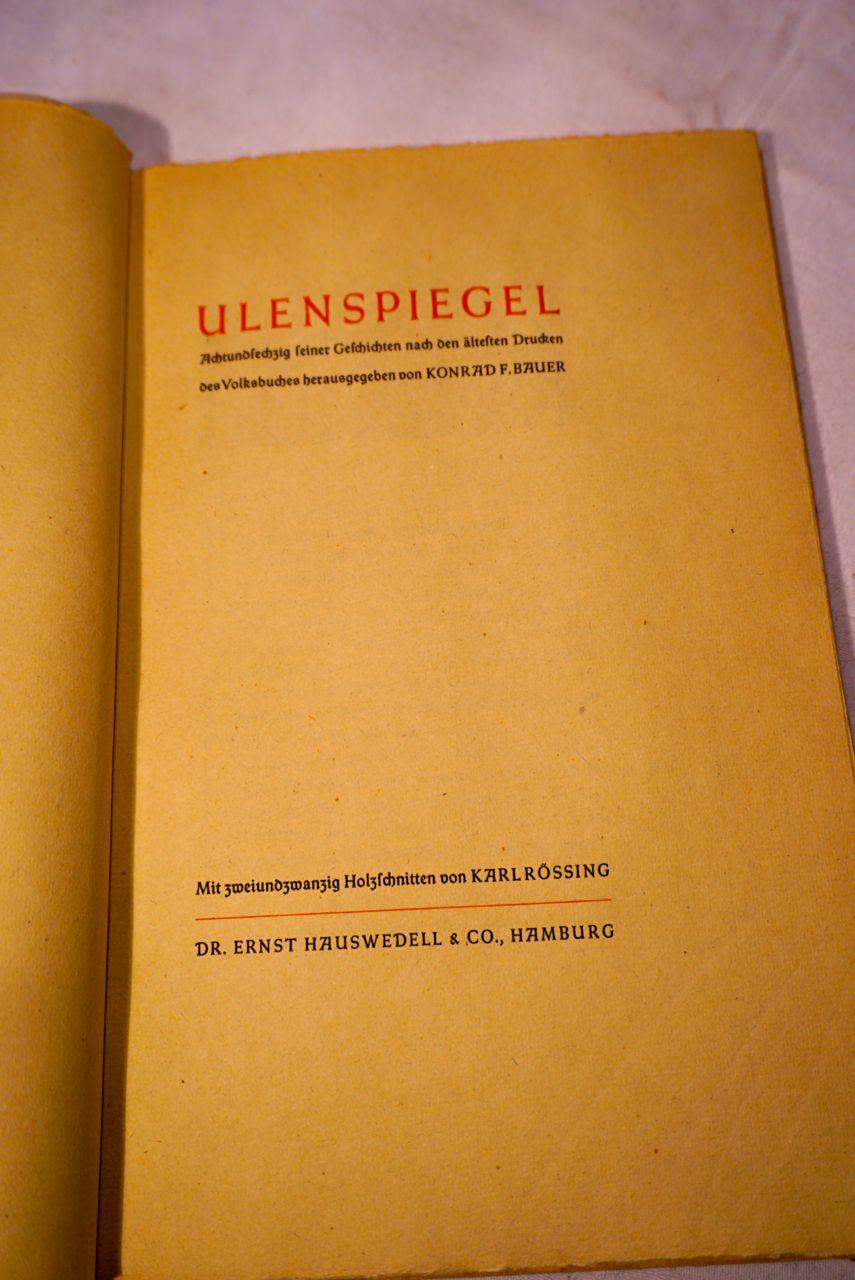 ULENSPIEGEL
Achtundſechzig ſeiner Geſchichten nach den älteſten Drucken
des Volksbuches herausgegeben von KONRAD F. BAUER
Mit zweiundzwanzig Holzſchnitten von KARL RÖSSING
DR. ERNST HAUSWEDELL & CO., HAMBURG